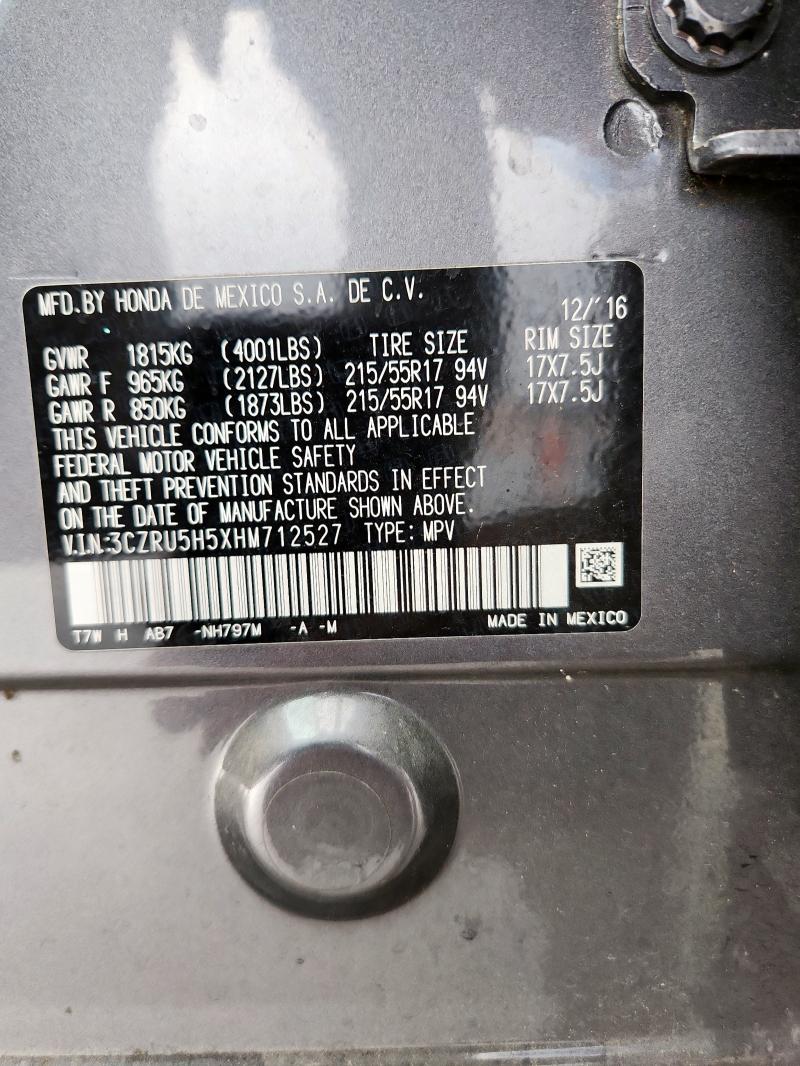 MFD.BY HONDA DE MEXICO S.A. DE C.V.
12/'16
GVWR 1815KG (4001LBS) TIRE SIZE RIM SIZE
GAWR F 965KG (2127LBS) 215/55R17 94V 17X7.5J
GAWR R 850KG (1873LBS) 215/55R17 94V 17X7.5J
THIS VEHICLE CONFORMS TO ALL APPLICABLE
FEDERAL MOTOR VEHICLE SAFETY
AND THEFT PREVENTION STANDARDS IN EFFECT
ON THE DATE OF MANUFACTURE SHOWN ABOVE.
V.I.N:3CZRU5H5XHM712527 TYPE: MPV
T7W H AB7 -NH797M -A -M MADE IN MEXICO